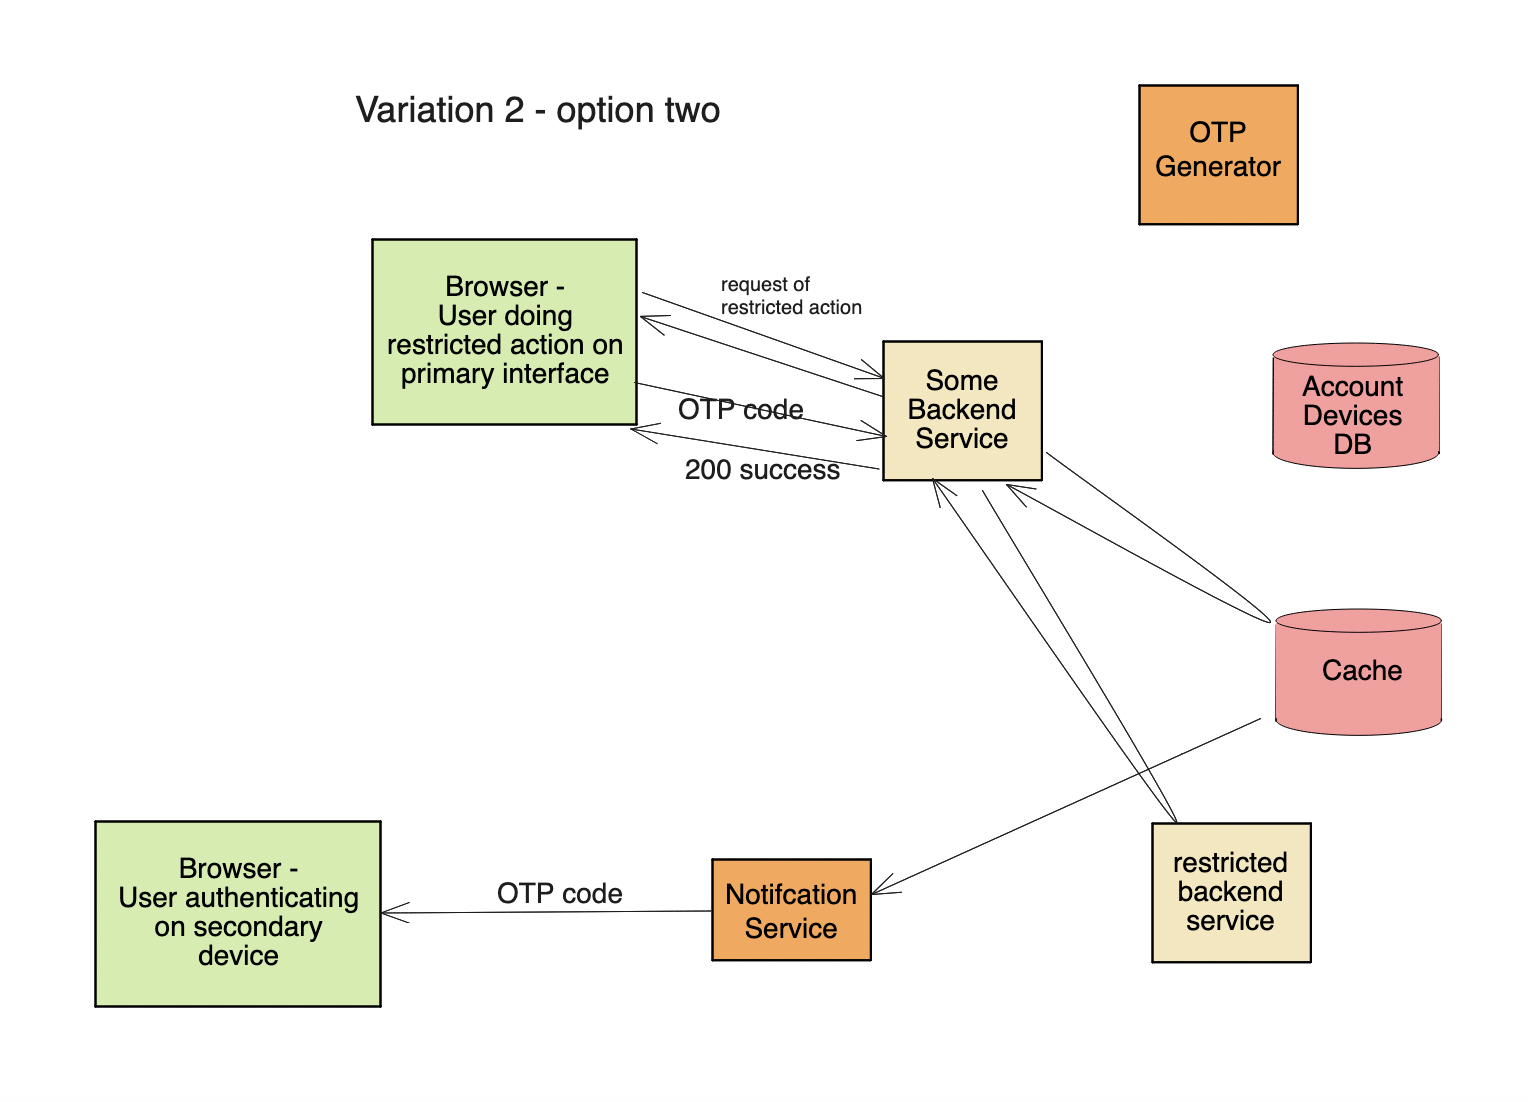 Variation 2 - option two
OTP
Generator
Browser -
User doing
restricted action on
primary interface
request of
restricted action
Some
Backend
Service
Account
Devices
DB
OTP code
200 success
Cache
Browser -
User authenticating
on secondary
device
OTP code
Notifcation
Service
restricted
backend
service